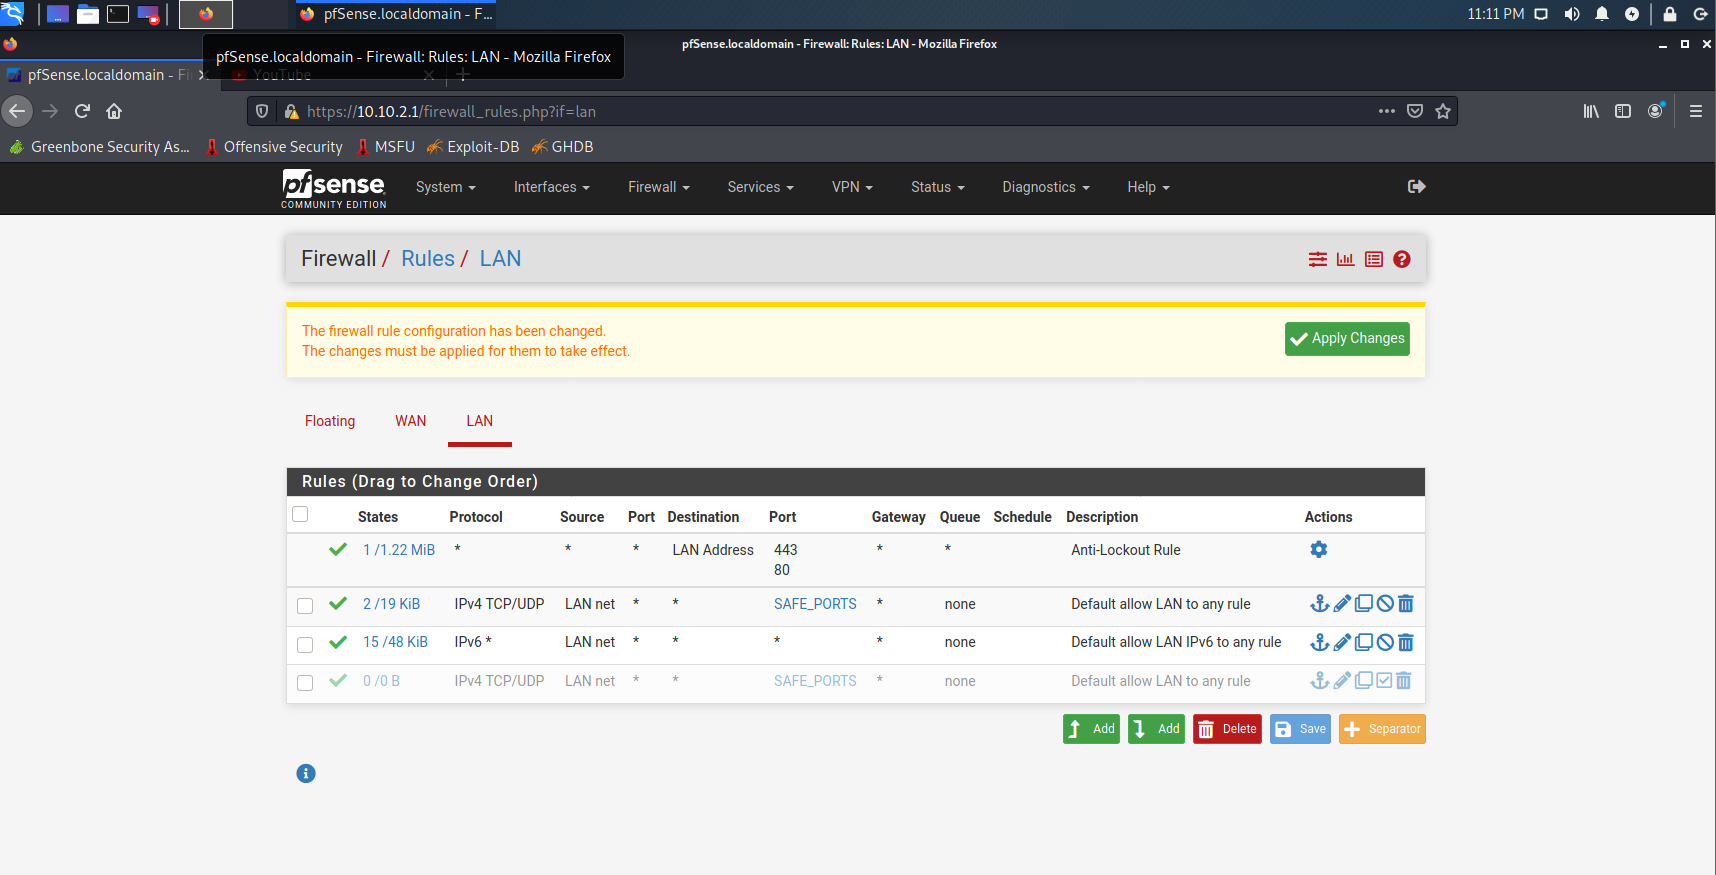 pfSense.localdomain - F...
11:11 PM
pfSense.localdomain - Firewall: Rules: LAN - Mozilla Firefox
pfSense.localdomain - Firewall: Rules: LAN - Mozilla Firefox
pfSense.localdomain - Fi
YouTube
https://10.10.2.1/firewall_rules.php?if=lan
Greenbone Security As... Offensive Security MSFU Exploit-DB GHDB
pfsense
COMMUNITY EDITION
System Interfaces Firewall Services VPN Status Diagnostics Help
Firewall / Rules / LAN
The firewall rule configuration has been changed.
The changes must be applied for them to take effect.
Apply Changes
Floating WAN LAN
Rules (Drag to Change Order)
States Protocol Source Port Destination Port Gateway Queue Schedule Description Actions
1 /1.22 MiB * * * LAN Address 443 * * Anti-Lockout Rule
80
2 /19 KiB IPv4 TCP/UDP LAN net * * SAFE_PORTS * none Default allow LAN to any rule
15 /48 KiB IPv6 * LAN net * * * * none Default allow LAN IPv6 to any rule
0 /0 B IPv4 TCP/UDP LAN net * * SAFE_PORTS * none Default allow LAN to any rule
Add Add Delete Save Separator